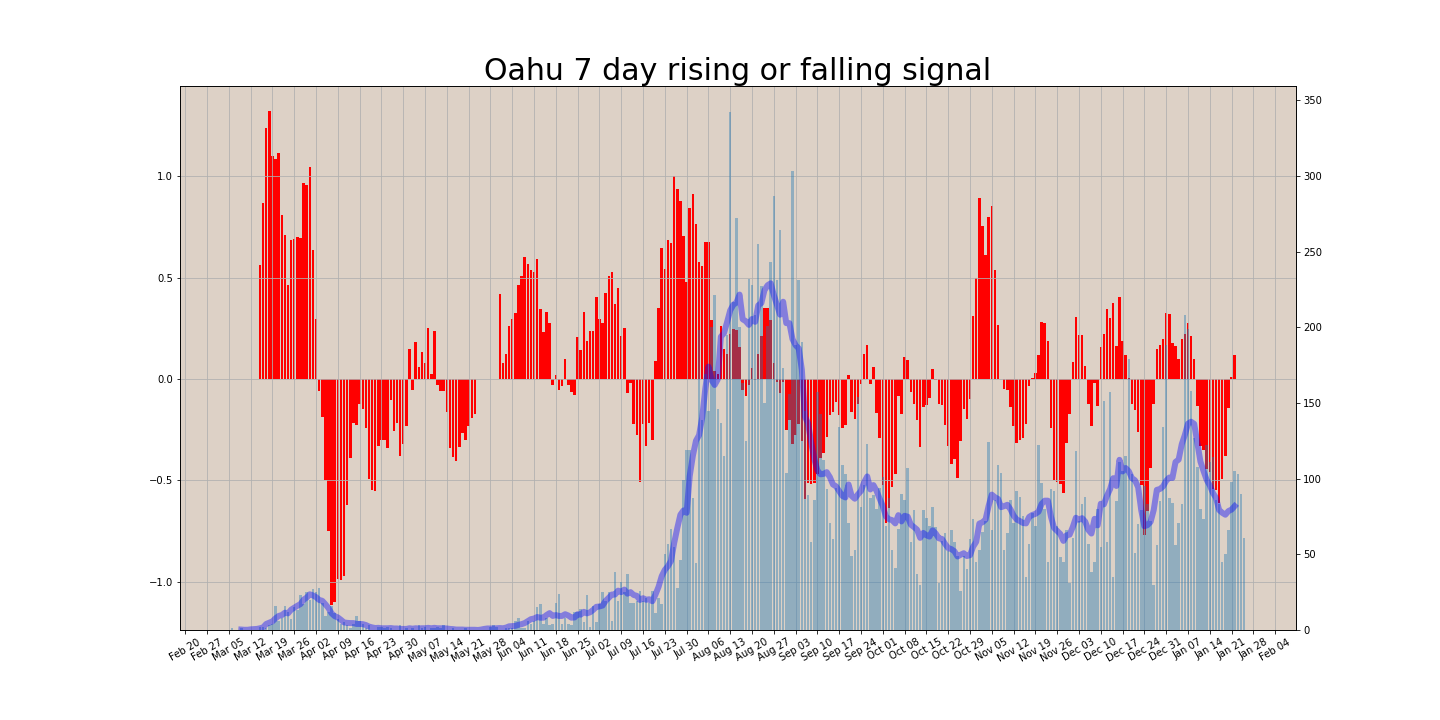 Oahu 7 day rising or falling signal
1.0
0.5
0.0
−0.5
−1.0
350
300
250
200
150
100
50
0
Feb 20
Feb 27
Mar 05
Mar 12
Mar 19
Mar 26
Apr 02
Apr 09
Apr 16
Apr 23
Apr 30
May 07
May 14
May 21
May 28
Jun 04
Jun 11
Jun 18
Jun 25
Jul 02
Jul 09
Jul 16
Jul 23
Jul 30
Aug 06
Aug 13
Aug 20
Aug 27
Sep 03
Sep 10
Sep 17
Sep 24
Oct 01
Oct 08
Oct 15
Oct 22
Oct 29
Nov 05
Nov 12
Nov 19
Nov 26
Dec 03
Dec 10
Dec 17
Dec 24
Dec 31
Jan 07
Jan 14
Jan 21
Jan 28
Feb 04